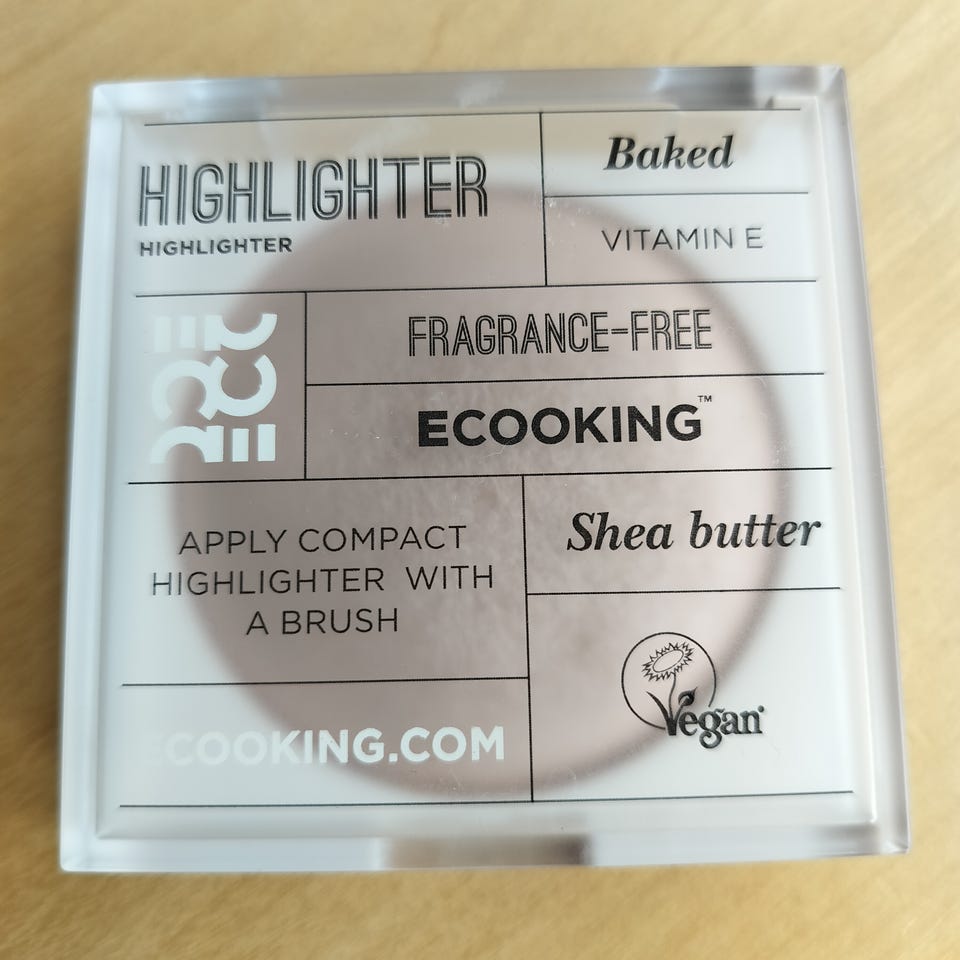 HIGHLIGHTER
HIGHLIGHTER
Baked
VITAMIN E
FRAGRANCE-FREE
ECOOKING™
APPLY COMPACT
HIGHLIGHTER WITH
A BRUSH
Shea butter
Vegan
ECOOKING.COM